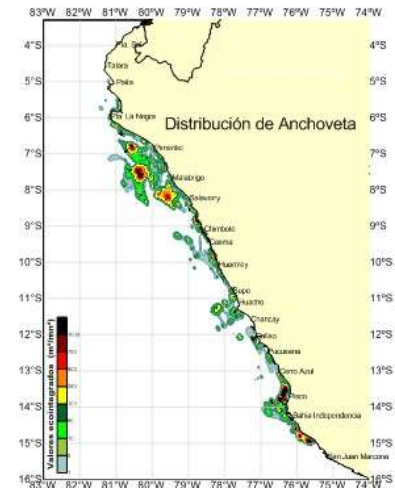 83°W 82°W 81°W 80°W 79°W 78°W 77°W 76°W 75°W 74°W
4°S 4°S
5°S 5°S
Talara
Paita
6°S 6°S
Pta. La Negra
Distribución de Anchoveta
7°S 7°S
Pimentel
Malabrigo
8°S 8°S
Salaverry
9°S 9°S
Chimbote
Casma
10°S 10°S
Huarmey
11°S Supe 11°S
Huacho
Chancay
12°S 12°S
Callao
Pucusana
13°S Cerro Azul 13°S
Pisco
14°S 14°S
Bahia Independencia
15°S 15°S
San Juan Marcona
16°S 16°S
Valores ecointegrados (m²/mn²)
83°W 82°W 81°W 80°W 79°W 78°W 77°W 76°W 75°W 74°W